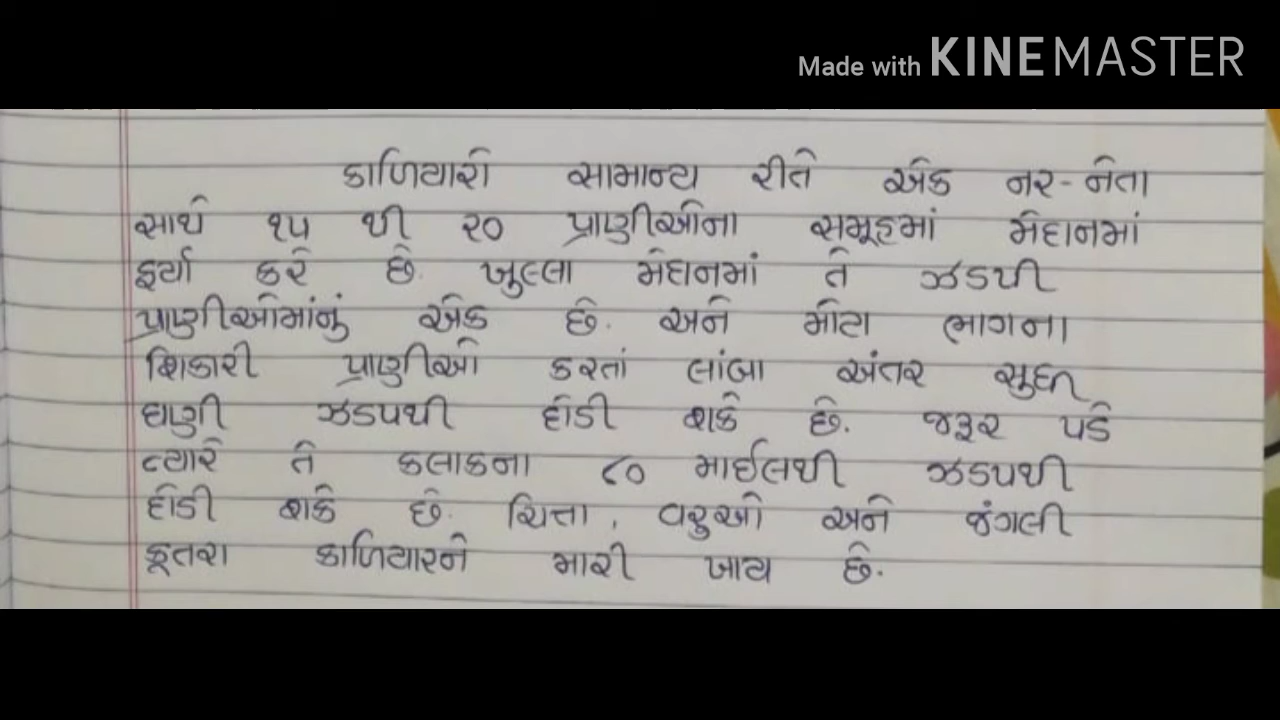 Made with KINEMASTER
કાળિયારો સામાન્ય રીતે એક નર-નેતા
સાથે ૧૫ થી ૨૦ પ્રાણીઓના સમૂહમાં મેદાનમાં
ફર્યા કરે છે. ખુલ્લા મેદાનમાં તે ઝડપી
પ્રાણીઓમાંનું એક છે. અને મોટા ભાગના
શિકારી પ્રાણીઓ કરતાં લાંબા અંતર સુધી
ઘણી ઝડપથી દોડી શકે છે. જરૂર પડે
ત્યારે તે કલાકના ૮૦ માઈલથી ઝડપથી
દોડી શકે છે. ચિત્તા, વરુઓ અને જંગલી
કૂતરા કાળિયારને મારી ખાય છે.